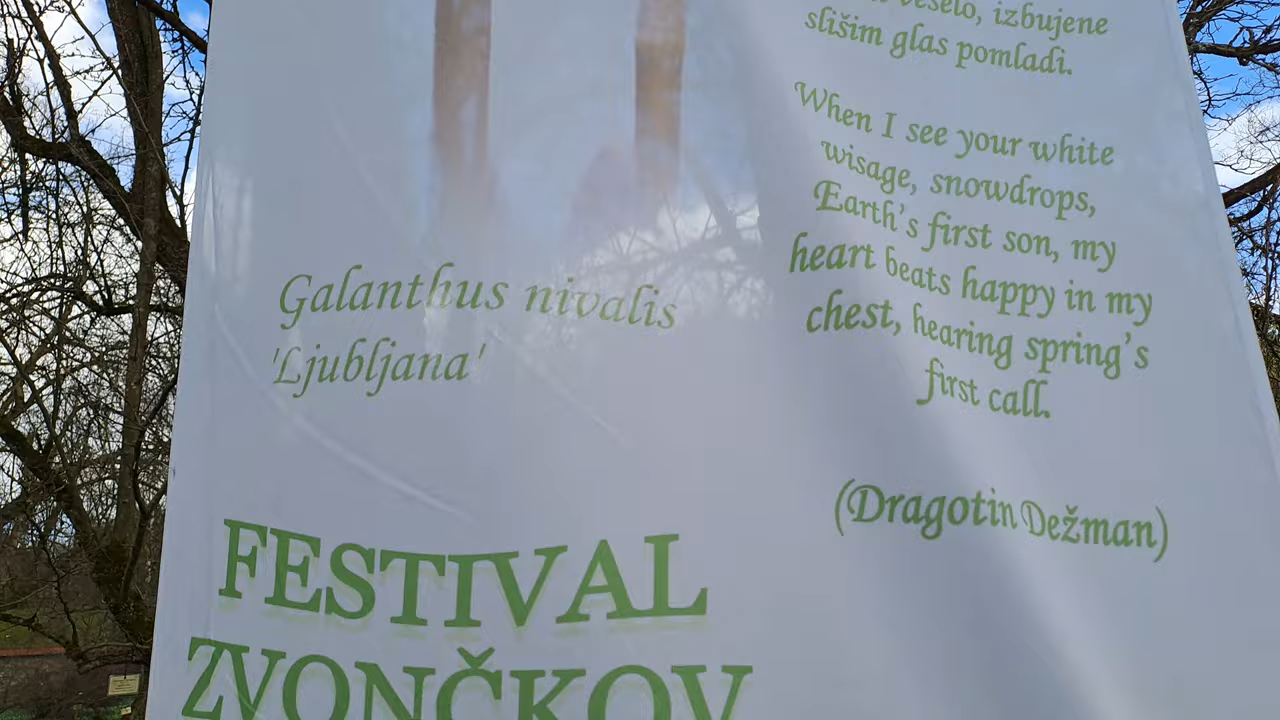 veselo, izbujene
slišim glas pomladi.
When I see your white
wisage, snowdrops,
Earth's first son, my
heart beats happy in my
chest, hearing spring's
first call.
(Dragotin Dežman)
Galanthus nivalis
'Ljubljana'
FESTIVAL
ZVONČKOV